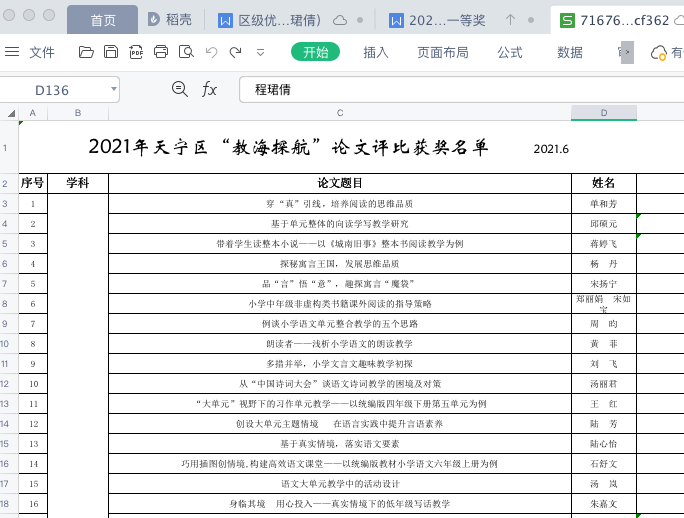 首页 稻壳 区级优...珺倩） 202...一等奖 71676...cf362
文件 开始 插入 页面布局 公式 数据
D136 fx 程珺倩
A B C D
1 2021年天宁区“教海探航”论文评比获奖名单 2021.6
2 序号 学科 论文题目 姓名
3 1 穿“真”引线，培养阅读的思维品质 单和芳
4 2 基于单元整体的向读学写教学研究 邱硕元
5 3 带着学生读整本小说——以《城南旧事》整本书阅读教学为例 蒋婷飞
6 4 探秘寓言王国，发展思维品质 杨 丹
7 5 品“言”悟“意”，趣探寓言“魔袋” 宋扬宁
8 6 小学中年级非虚构类书籍课外阅读的指导策略 郑丽娟 宋如宝
9 7 例谈小学语文单元整合教学的五个思路 周 昀
10 8 朗读者——浅析小学语文的朗读教学 黄 菲
11 9 多措并举，小学文言文趣味教学初探 刘 飞
12 10 从“中国诗词大会”谈语文诗词教学的困境及对策 汤丽君
13 11 “大单元”视野下的习作单元教学——以统编版四年级下册第五单元为例 王 红
14 12 创设大单元主题情境 在语言实践中提升言语素养 陆 芳
15 13 基于真实情境，落实语文要素 陆心怡
16 14 巧用插图创情境,构建高效语文课堂——以统编版教材小学语文六年级上册为例 石舒文
17 15 语文大单元教学中的活动设计 汤 岚
18 16 身临其境 用心投入——真实情境下的低年级写话教学 朱嘉文